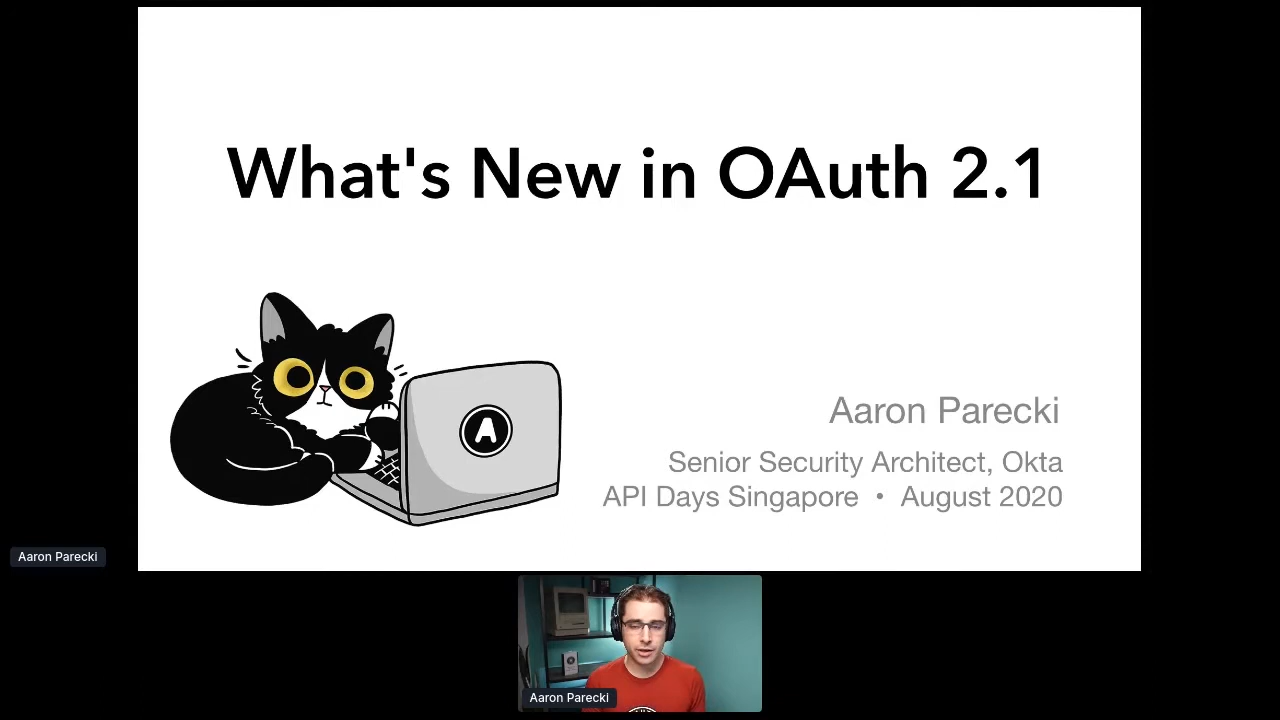 What's New in OAuth 2.1
A
Aaron Parecki
Senior Security Architect, Okta
API Days Singapore • August 2020
Aaron Parecki
Aaron Parecki